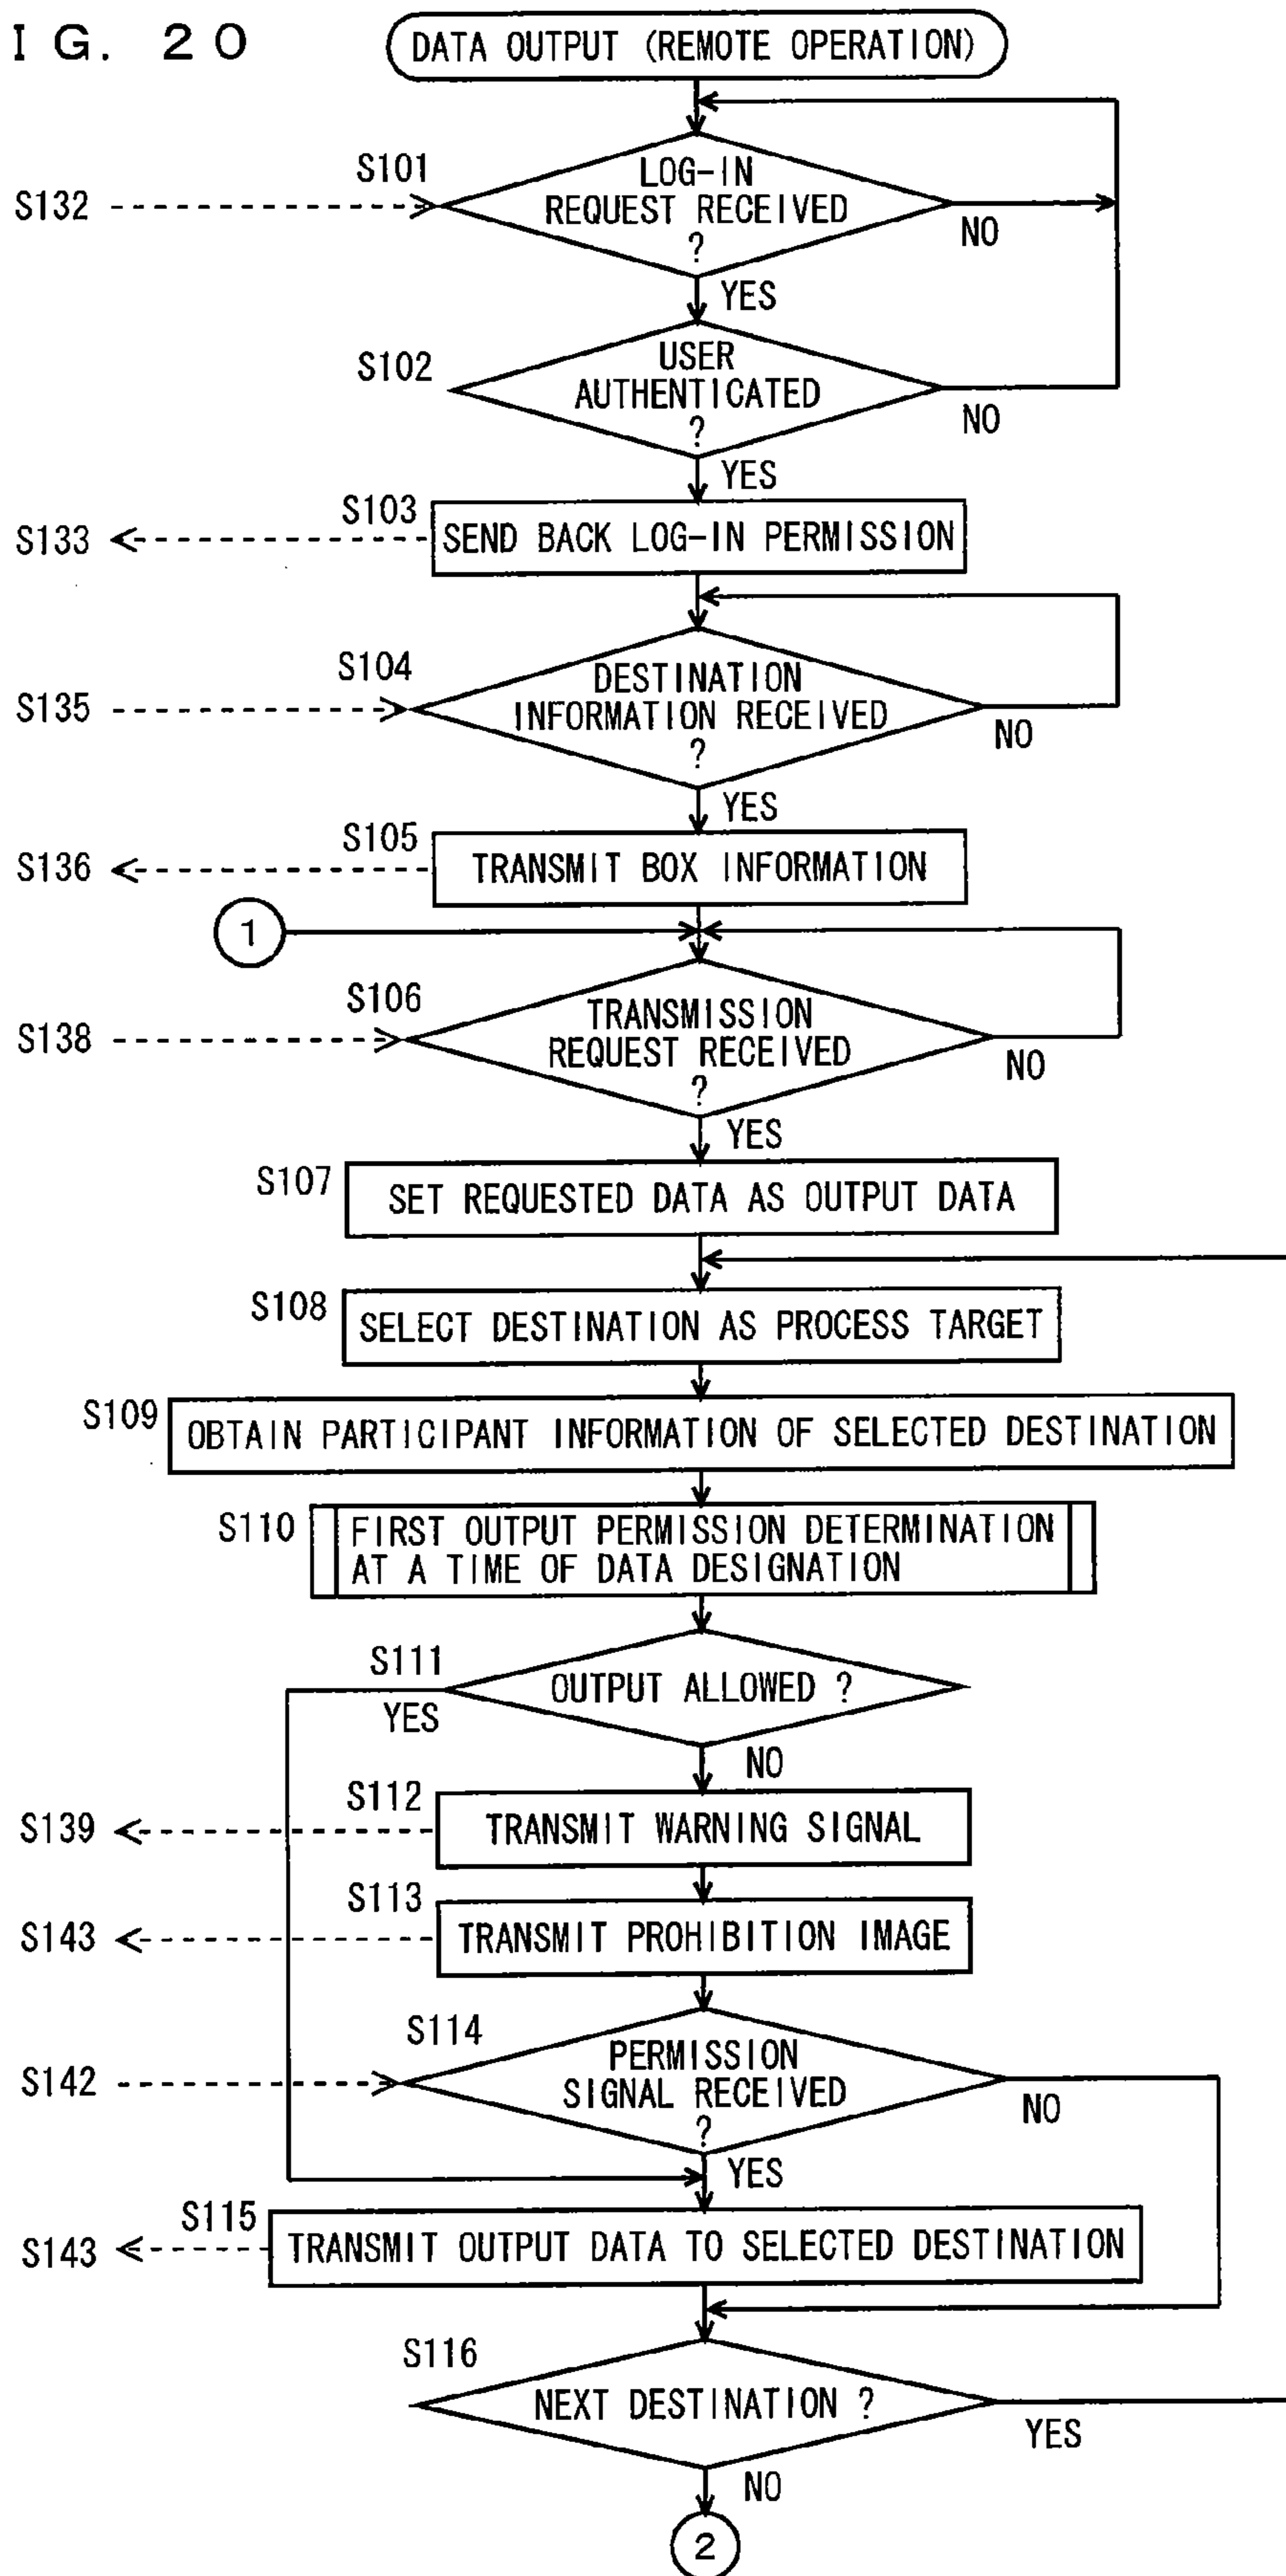 IG. 20
DATA OUTPUT (REMOTE OPERATION)
S101
LOG-IN
REQUEST RECEIVED
?
S132
NO
YES
S102
USER
AUTHENTICATED
?
NO
YES
S103
SEND BACK LOG-IN PERMISSION
S133
S104
DESTINATION
INFORMATION RECEIVED
?
S135
NO
YES
S105
TRANSMIT BOX INFORMATION
S136
1
S106
TRANSMISSION
REQUEST RECEIVED
?
S138
NO
YES
S107
SET REQUESTED DATA AS OUTPUT DATA
S108
SELECT DESTINATION AS PROCESS TARGET
S109
OBTAIN PARTICIPANT INFORMATION OF SELECTED DESTINATION
S110
FIRST OUTPUT PERMISSION DETERMINATION
AT A TIME OF DATA DESIGNATION
S111
OUTPUT ALLOWED ?
YES
NO
S112
TRANSMIT WARNING SIGNAL
S139
S113
TRANSMIT PROHIBITION IMAGE
S143
S114
PERMISSION
SIGNAL RECEIVED
?
S142
NO
YES
S115
TRANSMIT OUTPUT DATA TO SELECTED DESTINATION
S143
S116
NEXT DESTINATION ?
YES
NO
2